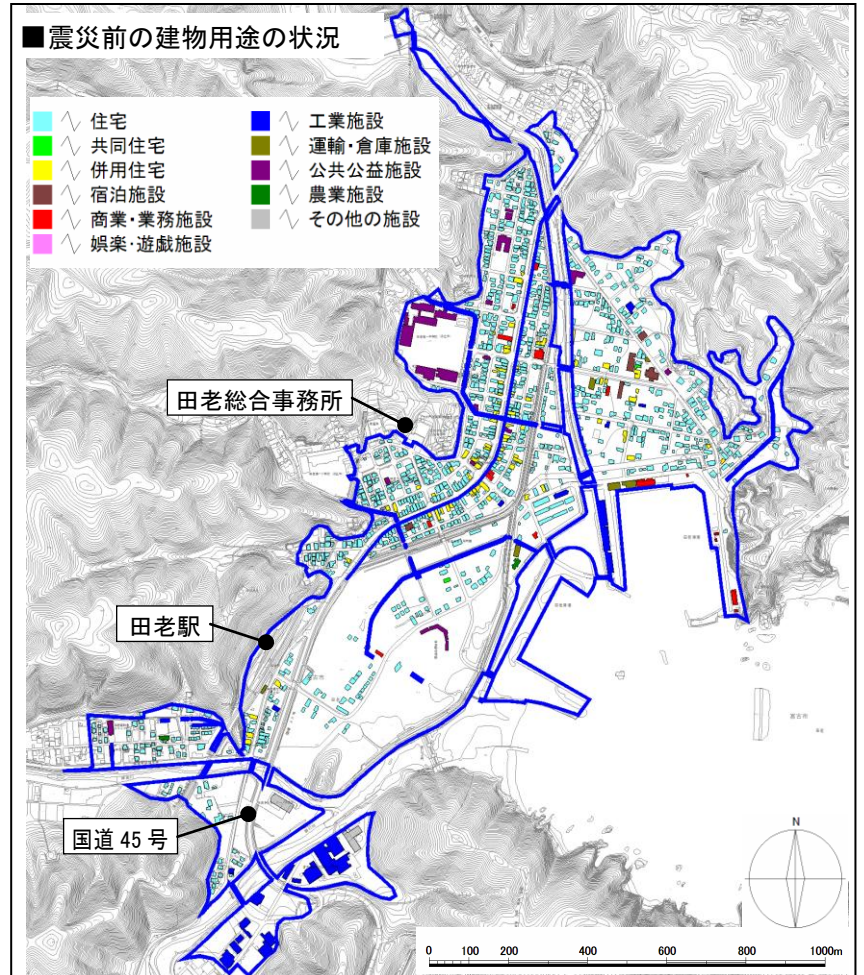 ■震災前の建物用途の状況
住宅
共同住宅
併用住宅
宿泊施設
商業・業務施設
娯楽・遊戯施設
工業施設
運輸・倉庫施設
公共公益施設
農業施設
その他の施設
田老総合事務所
田老駅
国道 45 号
N
0 100 200 400 600 800 1000m